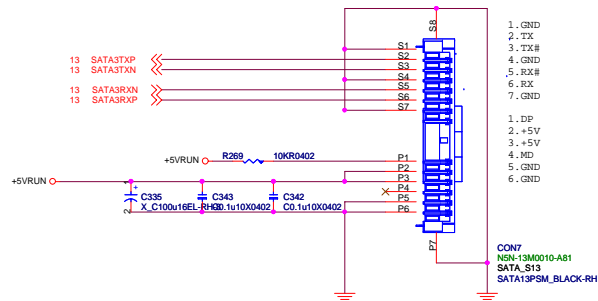 S8
1.GND
2.TX
3.TX#
4.GND
5.RX#
6.RX
7.GND
S1
13 SATA3TXP S2
13 SATA3TXN S3
S4
13 SATA3RXN S5
13 SATA3RXP S6
S7
1.DP
2.+5V
3.+5V
4.MD
5.GND
6.GND
+5VRUN R269 10KR0402 P1
P2
+5VRUN P3
P4
P5
P6
1 + C335 C343 C342
2 C0.1u10X0402 C0.1u10X0402
P7
CON7
N5N-13M0010-A81
SATA_S13
SATA13PSM_BLACK-RH